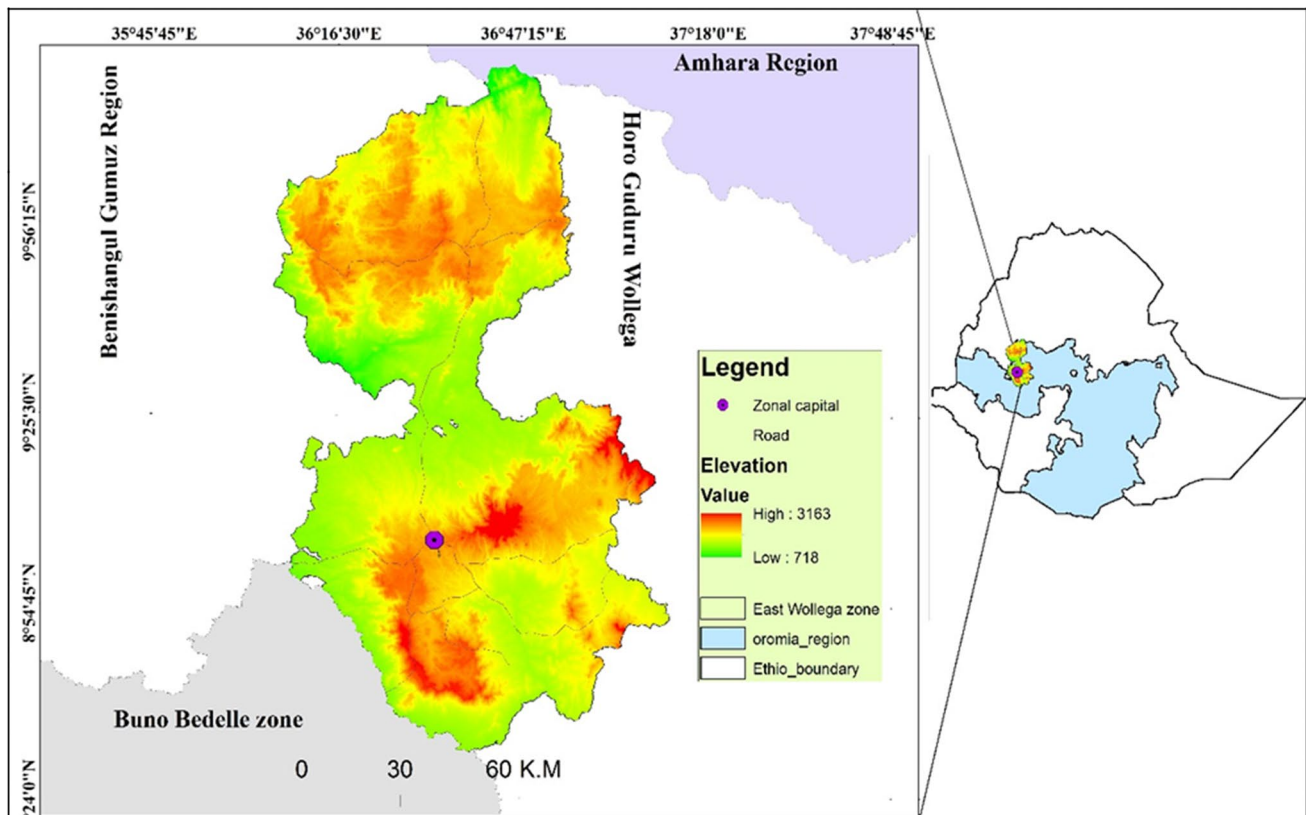 35°45'45"E 36°16'30"E 36°47'15"E 37°18'0"E 37°48'45"E
Amhara Region
Benishangul Gumuz Region
Horo Guduru Wollega
9°56'15"N
9°25'30"N
8°54'45"N
°24'0"N
Legend
Zonal capital
Road
Elevation
Value
High : 3163
Low : 718
East Wollega zone
oromia_region
Ethio_boundary
Buno Bedelle zone
0 30 60 K.M